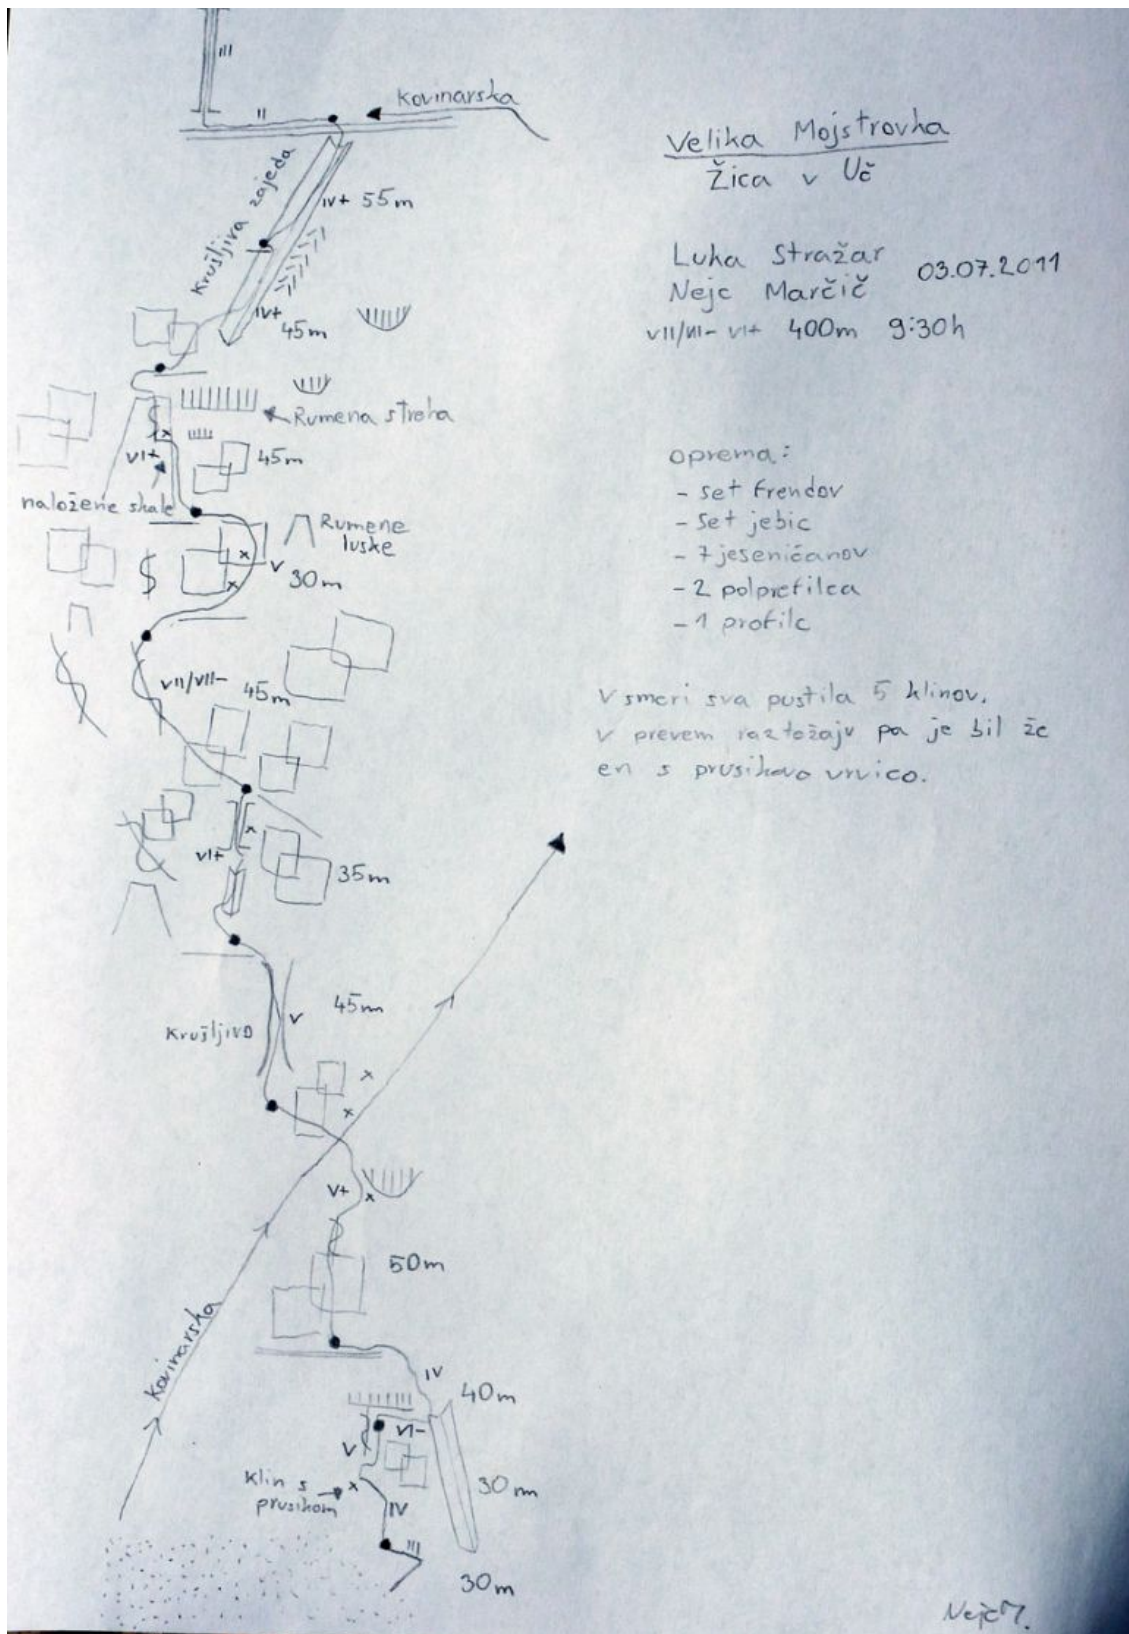 III
II
Kovinarska
Krušljiva zajeda
IV+ 55m
IV+
45m
Rumena streha
VI+
45m
naložene skale
Rumene
luske
V
30m
VII/VII-
45m
VI+
35m
45m
V
Krušljivo
V+
50m
Kovinarska
IV
40m
VI-
V
Klin s
prusikom
30m
IV
III
30m
Velika Mojstrovka
Žica v Uč
Luka Stražar
Nejc Marčič
03.07.2011
VII/VII- VI+ 400m 9:30h
oprema:
- set frendov
- set jebic
- 7 jeseničanov
- 2 polprofilca
- 1 profilc
V smeri sva pustila 5 klinov.
V prevem raztežaju pa je bil že
en s prusikovo vrvico.
Nejc M.